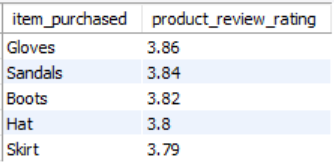 item_purchased product_review_rating
Gloves 3.86
Sandals 3.84
Boots 3.82
Hat 3.8
Skirt 3.79